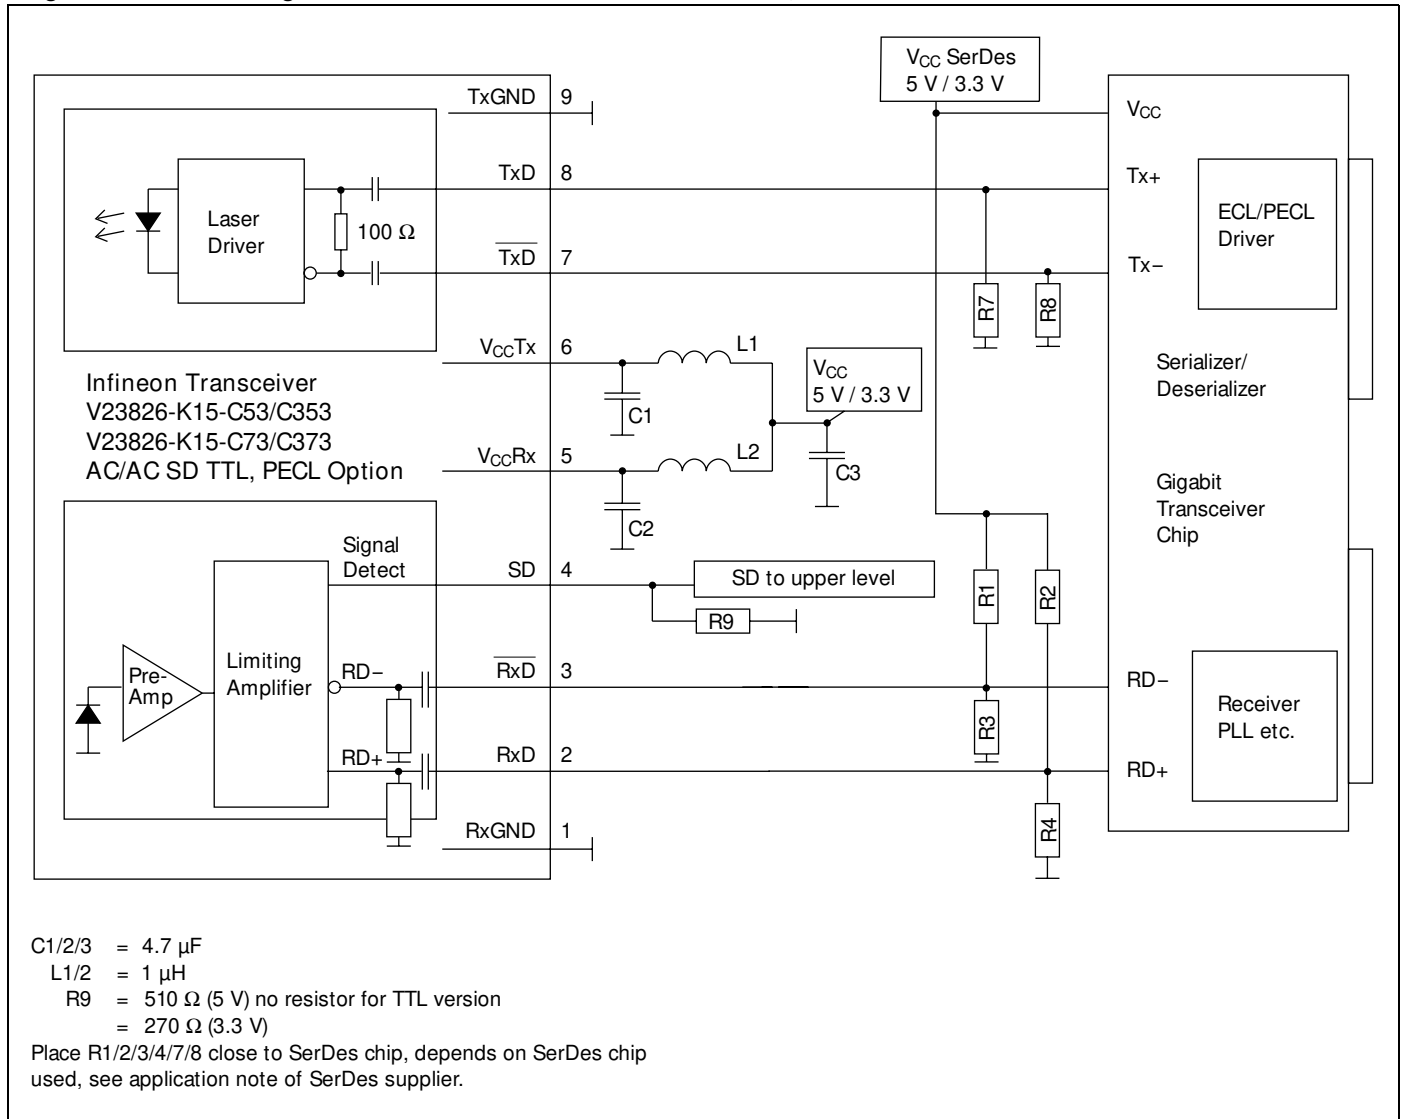 V_CC SerDes
5 V / 3.3 V
TxGND 9
V_CC
TxD 8
Tx+
Laser
Driver
100 Ω
ECL/PECL
Driver
TxD 7
Tx−
R7
R8
V_CCTx 6
L1
V_CC
5 V / 3.3 V
Serializer/
Deserializer
Infineon Transceiver
V23826-K15-C53/C353
V23826-K15-C73/C373
AC/AC SD TTL, PECL Option
C1
V_CCRx 5
L2
C3
C2
Gigabit
Transceiver
Chip
Signal
Detect
SD 4
SD to upper level
R9
R1
R2
Pre-
Amp
Limiting
Amplifier
RD−
RxD 3
RD−
Receiver
PLL etc.
R3
RD+
RxD 2
RD+
RxGND 1
R4
C1/2/3 = 4.7 µF
L1/2 = 1 µH
R9 = 510 Ω (5 V) no resistor for TTL version
= 270 Ω (3.3 V)
Place R1/2/3/4/7/8 close to SerDes chip, depends on SerDes chip
used, see application note of SerDes supplier.